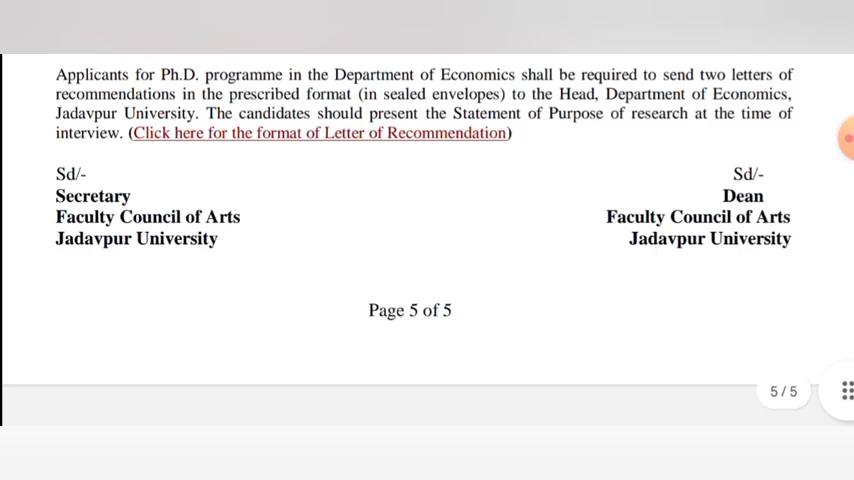 Applicants for Ph.D. programme in the Department of Economics shall be required to send two letters of
recommendations in the prescribed format (in sealed envelopes) to the Head, Department of Economics,
Jadavpur University. The candidates should present the Statement of Purpose of research at the time of
interview. (Click here for the format of Letter of Recommendation)
Sd/-
Secretary
Faculty Council of Arts
Jadavpur University
Sd/-
Dean
Faculty Council of Arts
Jadavpur University
Page 5 of 5
5 / 5